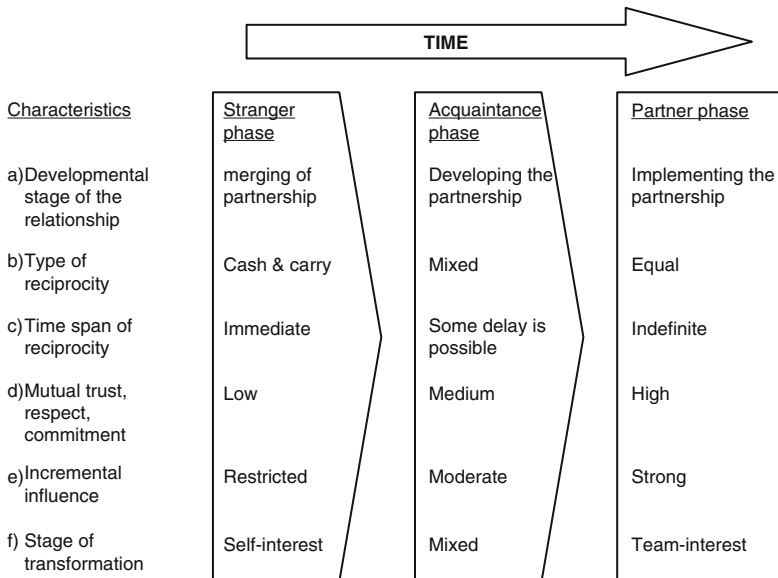 TIME
Characteristics
Stranger
phase
Acquaintance
phase
Partner phase
a) Developmental
stage of the
relationship
merging of
partnership
Developing the
partnership
Implementing the
partnership
b) Type of
reciprocity
Cash & carry
Mixed
Equal
c) Time span of
reciprocity
Immediate
Some delay is
possible
Indefinite
d) Mutual trust,
respect,
commitment
Low
Medium
High
e) Incremental
influence
Restricted
Moderate
Strong
f) Stage of
transformation
Self-interest
Mixed
Team-interest